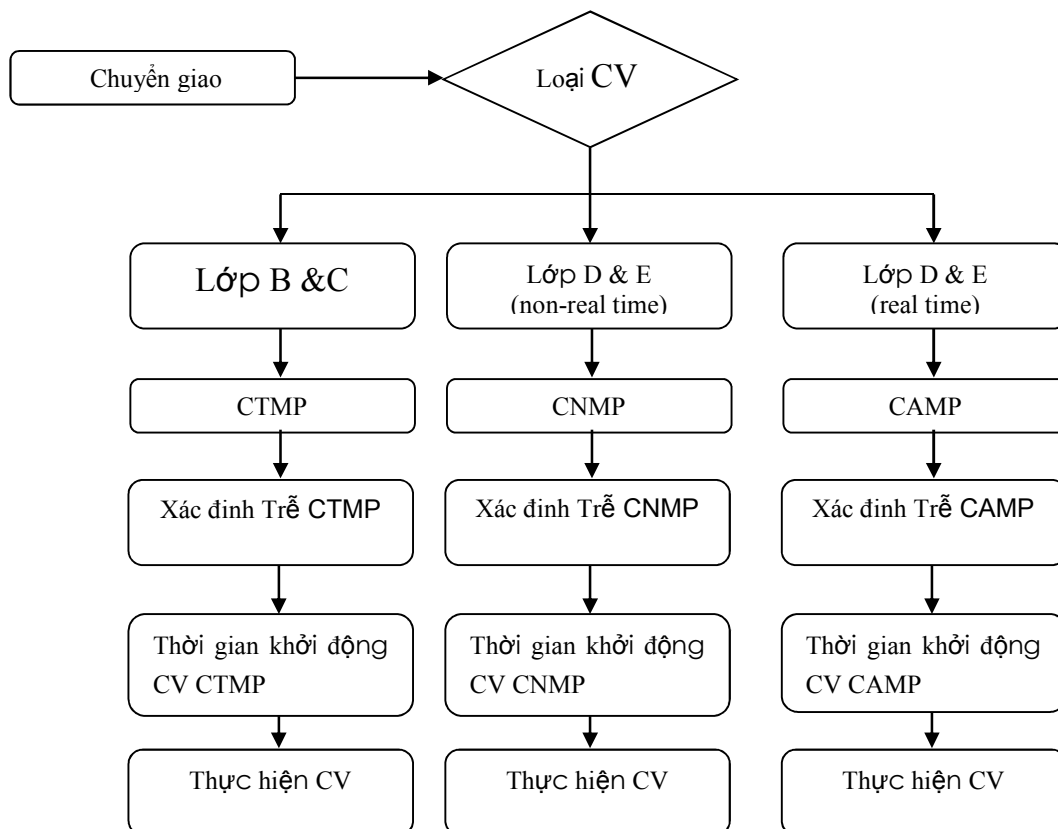 Chuyển giao
Loại CV
Lớp B &C
Lớp D & E
(non-real time)
Lớp D & E
(real time)
CTMP
CNMP
CAMP
Xác đinh Trễ CTMP
Xác đinh Trễ CNMP
Xác đinh Trễ CAMP
Thời gian khởi động
CV CTMP
Thời gian khởi động
CV CNMP
Thời gian khởi động
CV CAMP
Thực hiện CV
Thực hiện CV
Thực hiện CV